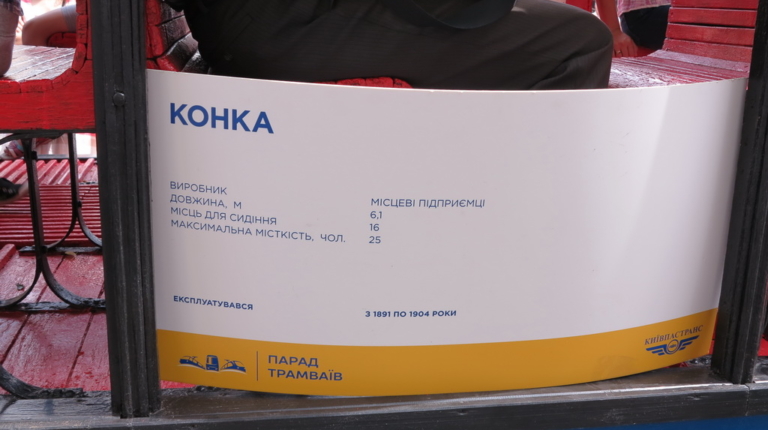 КОНКА
ВИРОБНИК МІСЦЕВІ ПІДПРИЄМЦІ
ДОВЖИНА, М 6,1
МІСЦЬ ДЛЯ СИДІННЯ 16
МАКСИМАЛЬНА МІСТКІСТЬ, ЧОЛ. 25
ЕКСПЛУАТУВАВСЯ З 1891 ПО 1904 РОКИ
ПАРАД
ТРАМВАЇВ
КИЇВПАСТРАНС